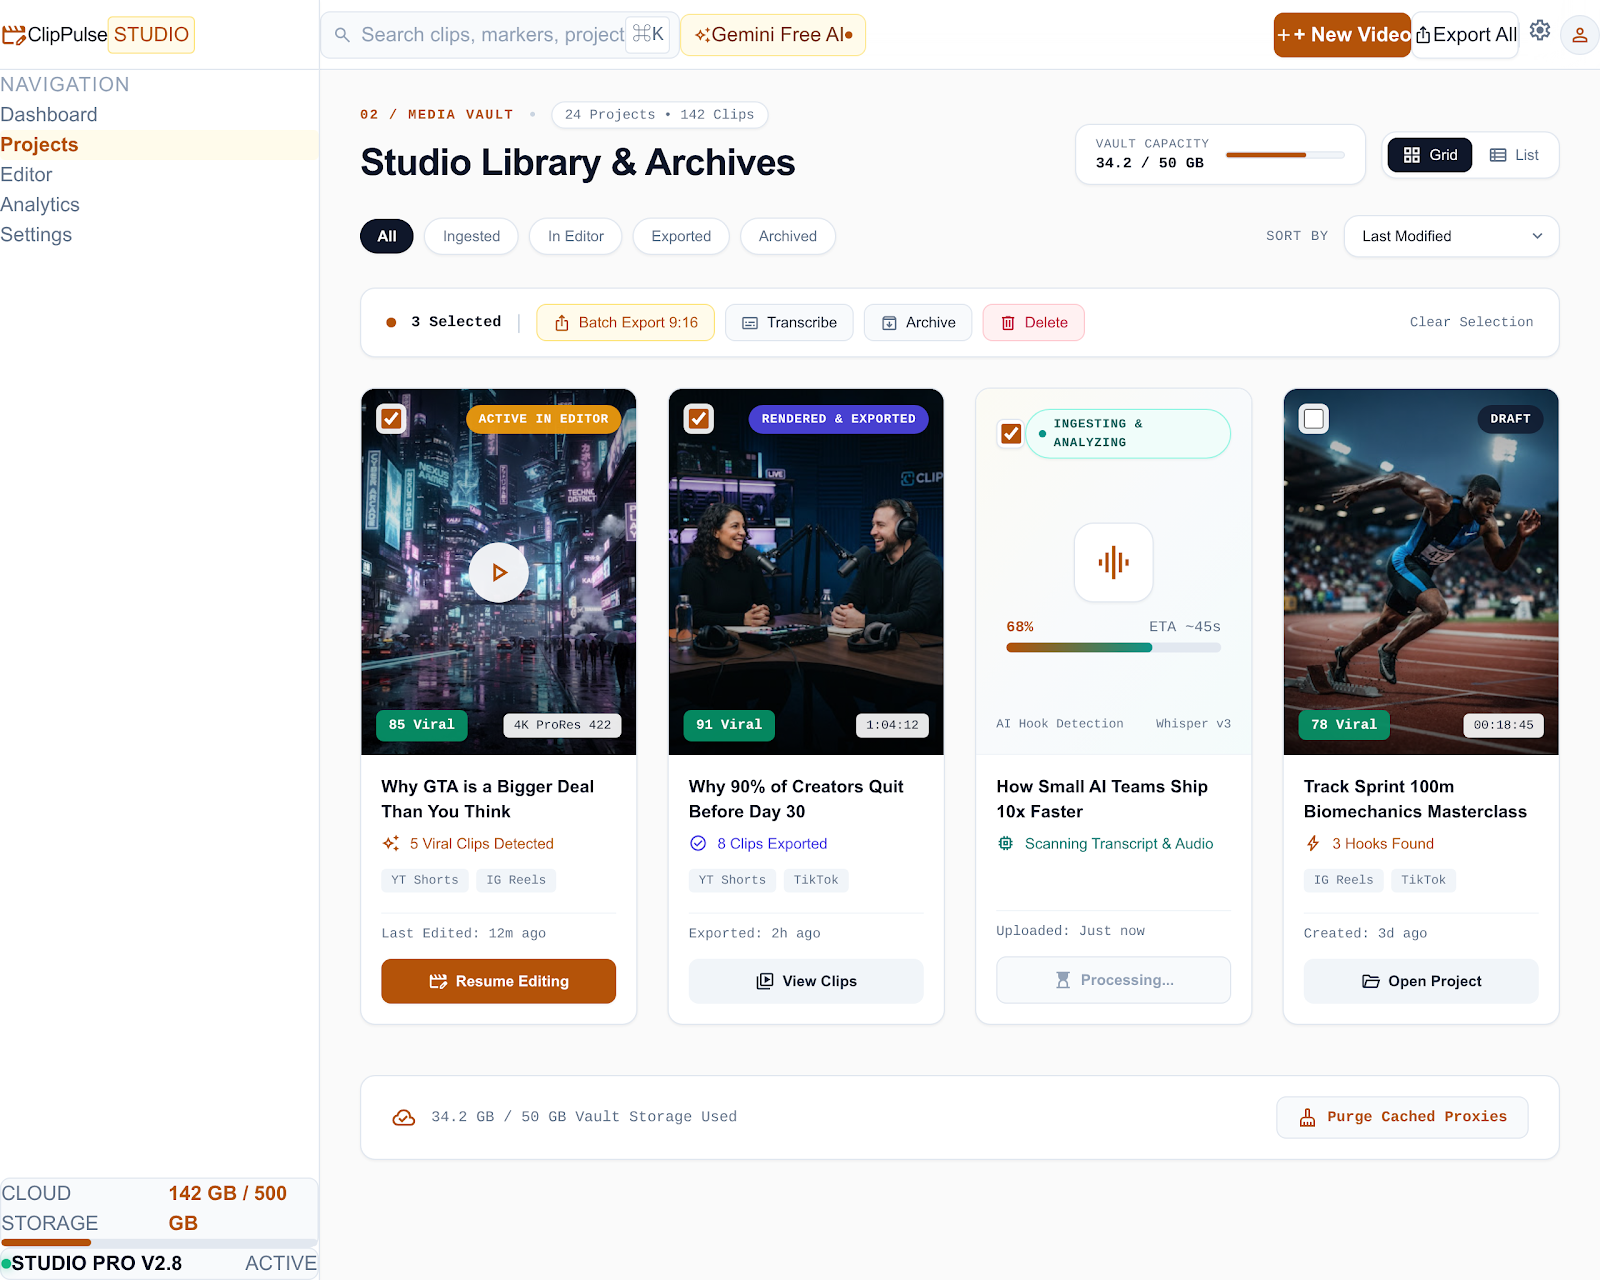 ClipPulse STUDIO
Search clips, markers, project ⌘K
Gemini Free AI
+ + New Video
Export All
NAVIGATION
Dashboard
Projects
Editor
Analytics
Settings
CLOUD STORAGE
142 GB / 500 GB
STUDIO PRO V2.8
ACTIVE
02 / MEDIA VAULT • 24 Projects • 142 Clips
Studio Library & Archives
VAULT CAPACITY
34.2 / 50 GB
Grid
List
All
Ingested
In Editor
Exported
Archived
SORT BY
Last Modified
3 Selected
Batch Export 9:16
Transcribe
Archive
Delete
Clear Selection
ACTIVE IN EDITOR
NEXUS
TECHNO
DISTRICT
85 Viral
4K ProRes 422
Why GTA is a Bigger Deal
Than You Think
5 Viral Clips Detected
YT Shorts
IG Reels
Last Edited: 12m ago
Resume Editing
RENDERED & EXPORTED
LIVE
CLIP
91 Viral
1:04:12
Why 90% of Creators Quit
Before Day 30
8 Clips Exported
YT Shorts
TikTok
Exported: 2h ago
View Clips
INGESTING &
ANALYZING
68%
ETA ~45s
AI Hook Detection
Whisper v3
How Small AI Teams Ship
10x Faster
Scanning Transcript & Audio
Uploaded: Just now
Processing...
DRAFT
78 Viral
00:18:45
Track Sprint 100m
Biomechanics Masterclass
3 Hooks Found
IG Reels
TikTok
Created: 3d ago
Open Project
34.2 GB / 50 GB Vault Storage Used
Purge Cached Proxies